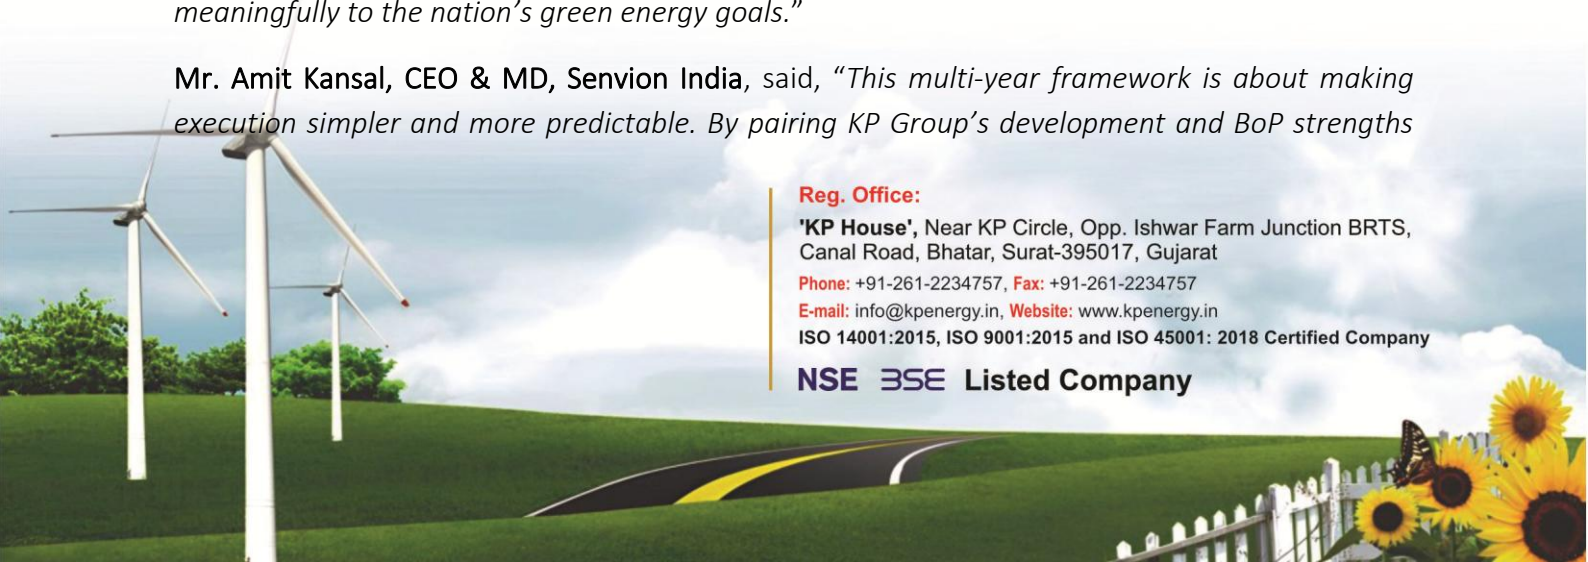 meaningfully to the nation’s green energy goals.”
Mr. Amit Kansal, CEO & MD, Senvion India, said, “This multi-year framework is about making
execution simpler and more predictable. By pairing KP Group’s development and BoP strengths
Reg. Office:
'KP House', Near KP Circle, Opp. Ishwar Farm Junction BRTS,
Canal Road, Bhatar, Surat-395017, Gujarat
Phone: +91-261-2234757, Fax: +91-261-2234757
E-mail: info@kpenergy.in, Website: www.kpenergy.in
ISO 14001:2015, ISO 9001:2015 and ISO 45001: 2018 Certified Company
NSE BSE Listed Company